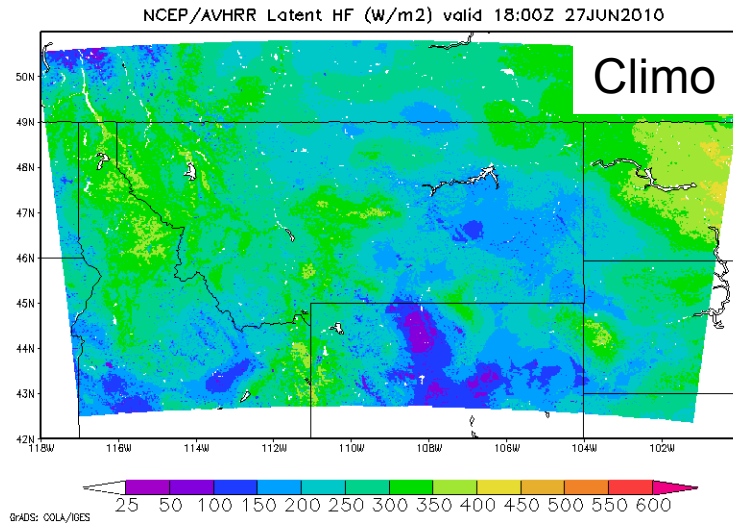 NCEP/AVHRR Latent HF (W/m2) valid 18:00Z 27JUN2010
Climo
50N
49N
48N
47N
46N
45N
44N
43N
42N
118W 116W 114W 112W 110W 108W 106W 104W 102W
25 50 100 150 200 250 300 350 400 450 500 550 600
GrADS: COLA/IGES